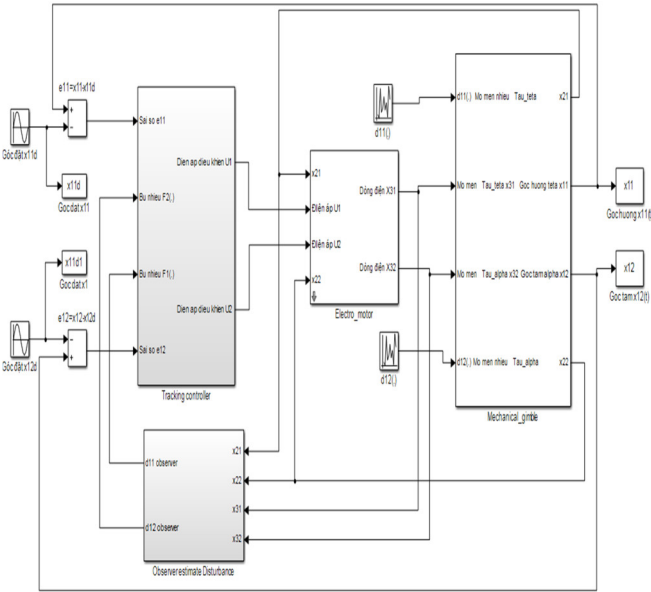 e11=x11-x11d
+
−
Góc đặt x11d
x11d
Goc dat x11
x11d1
Goc dat x1
e12=x12-x12d
−
+
Góc đặt x12d
Sai so e11
Dien ap dieu khien U1
Bu nhieu F2(.)
Bu nhieu F1(.)
Dien ap dieu khien U2
Sai so e12
Tracking controller
x21
Dòng điện X31
Điện áp U1
Điện áp U2
Dòng điện X32
x22
Electro_motor
d11()
d12(.)
d11(.) Mo men nhieu Tau_teta
x21
Mo men Tau_teta x31 Goc huong teta x11
Mo men Tau_alpha x32 Goc tam alpha x12
d12(.) Mo men nhieu Tau_alpha
x22
Mechanical_gimble
x11
Goc huong x11(t)
x12
Goc tam x12(t)
x21
d11 observer
x22
x31
d12 observer
x32
Observer estimate Disturbance